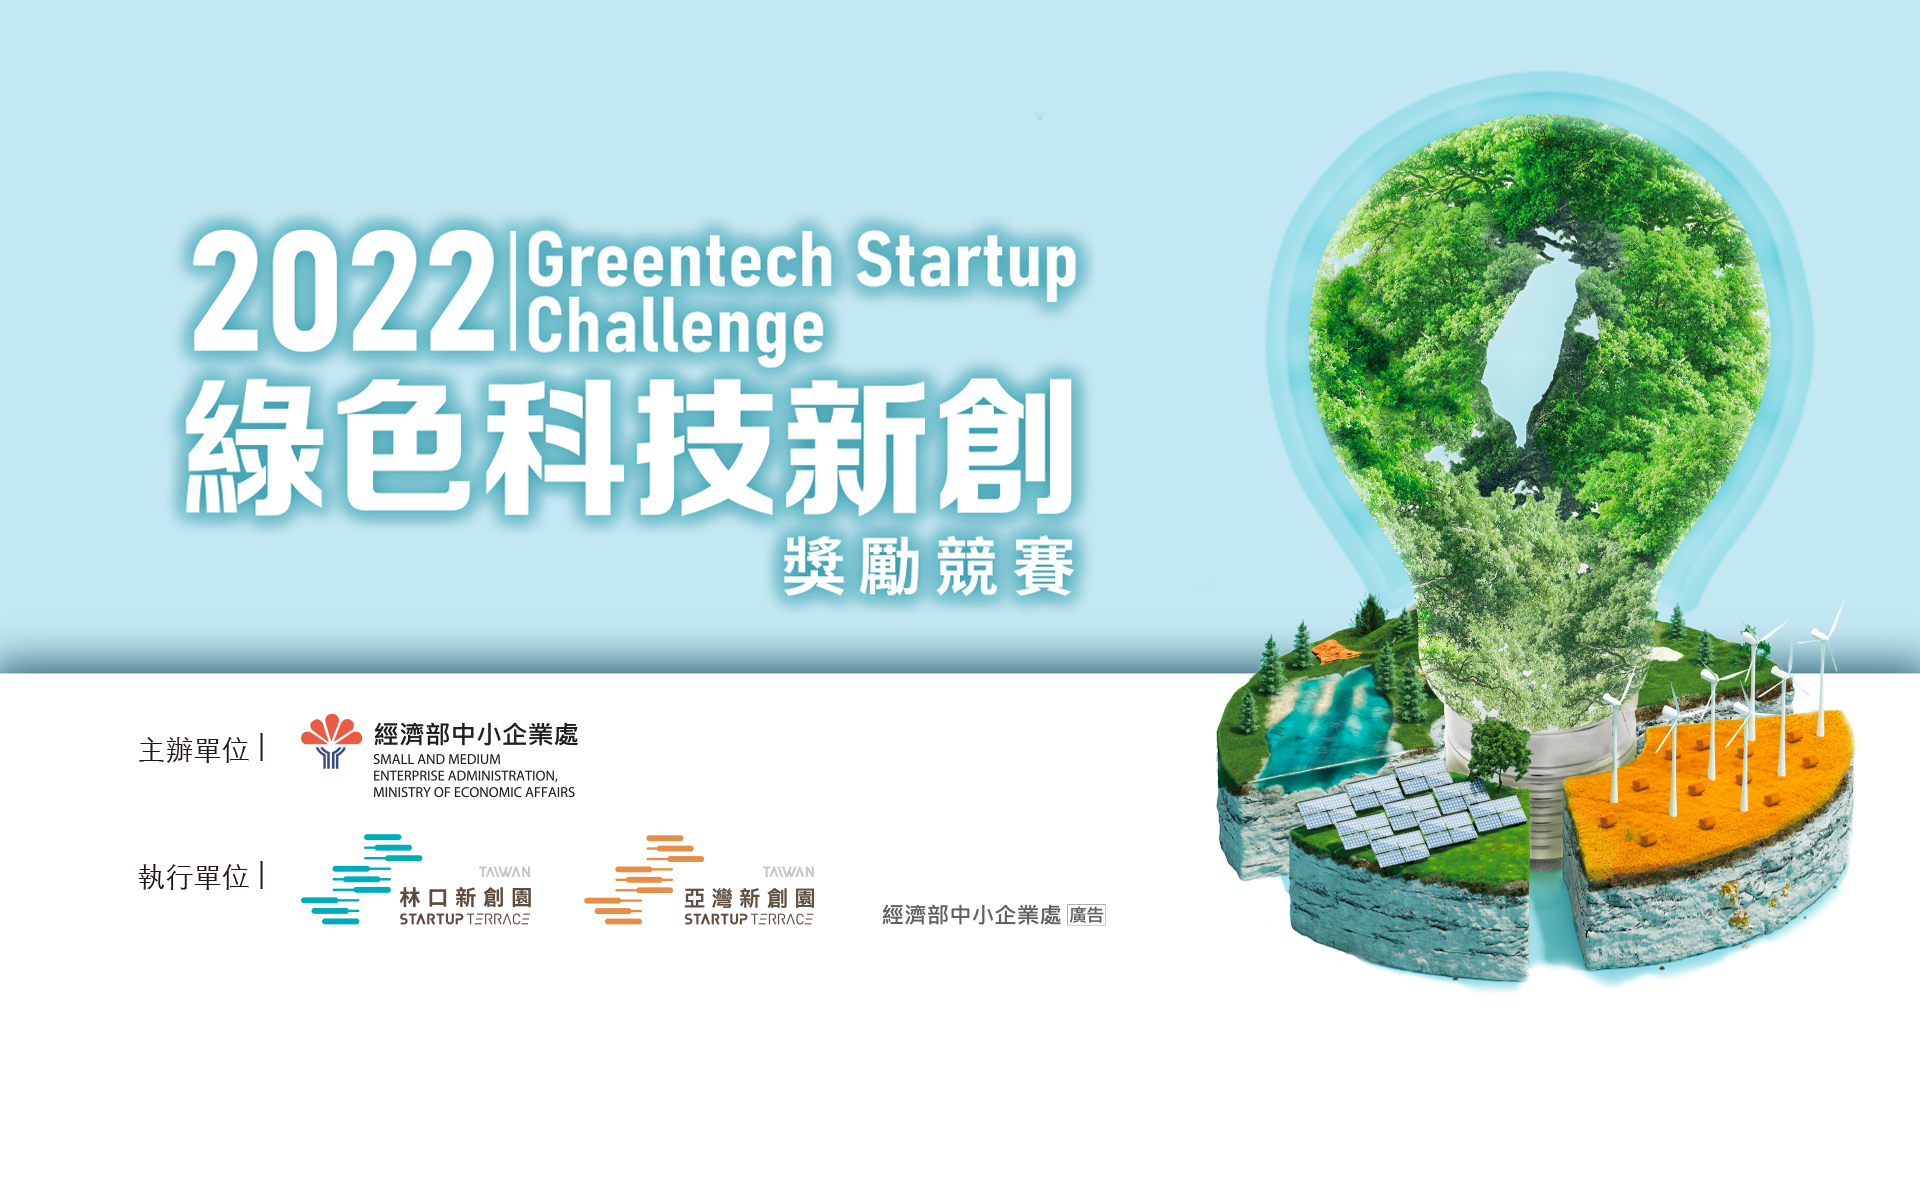 2022
Greentech Startup
Challenge
綠色科技新創
獎勵競賽
主辦單位
經濟部中小企業處
SMALL AND MEDIUM
ENTERPRISE ADMINISTRATION,
MINISTRY OF ECONOMIC AFFAIRS
執行單位
TAIWAN
林口新創園
STARTUP TERRACE
TAIWAN
亞灣新創園
STARTUP TERRACE
經濟部中小企業處 廣告